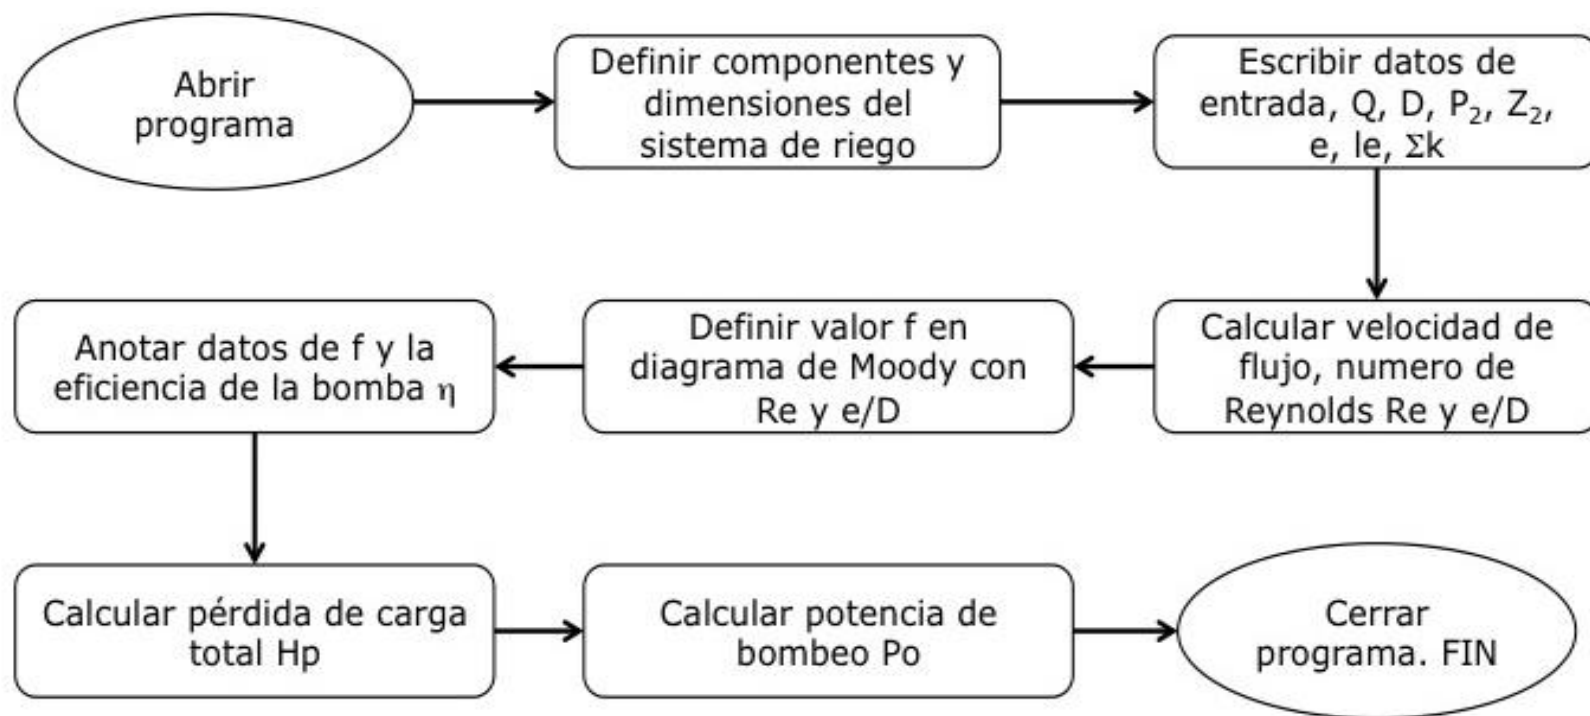 Abrir
programa
Definir componentes y
dimensiones del
sistema de riego
Escribir datos de
entrada, Q, D, P₂, Z₂,
e, le, Σk
Calcular velocidad de
flujo, numero de
Reynolds Re y e/D
Definir valor f en
diagrama de Moody con
Re y e/D
Anotar datos de f y la
eficiencia de la bomba η
Calcular pérdida de carga
total Hp
Calcular potencia de
bombeo Po
Cerrar
programa. FIN